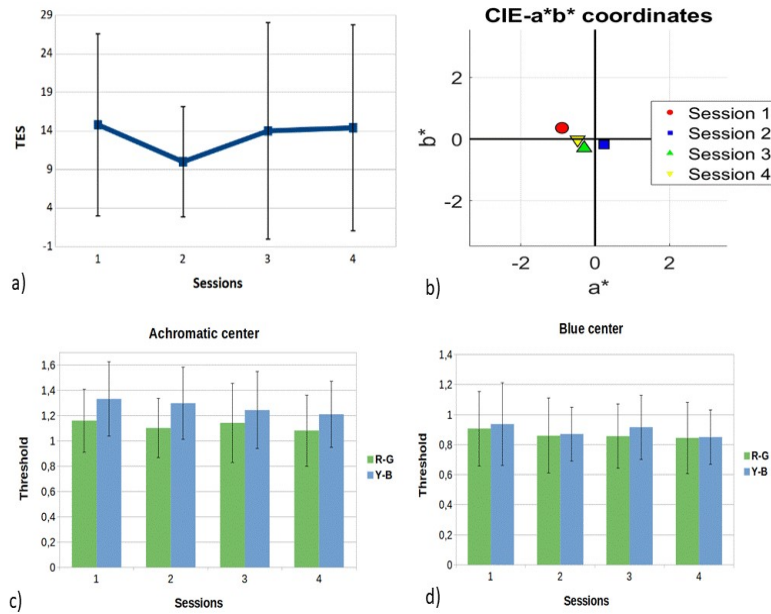 29
24
19
14
9
4
-1
TES
1 2 3 4
Sessions
a)
CIE-a*b* coordinates
2
0
-2
b*
-2 0 2
a*
Session 1
Session 2
Session 3
Session 4
b)
Achromatic center
1,6
1,4
1,2
1
0,8
0,6
0,4
0,2
0
Threshold
1 2 3 4
Sessions
R-G
Y-B
c)
Blue center
1,4
1,2
1
0,8
0,6
0,4
0,2
0
Threshold
1 2 3 4
Sessions
R-G
Y-B
d)